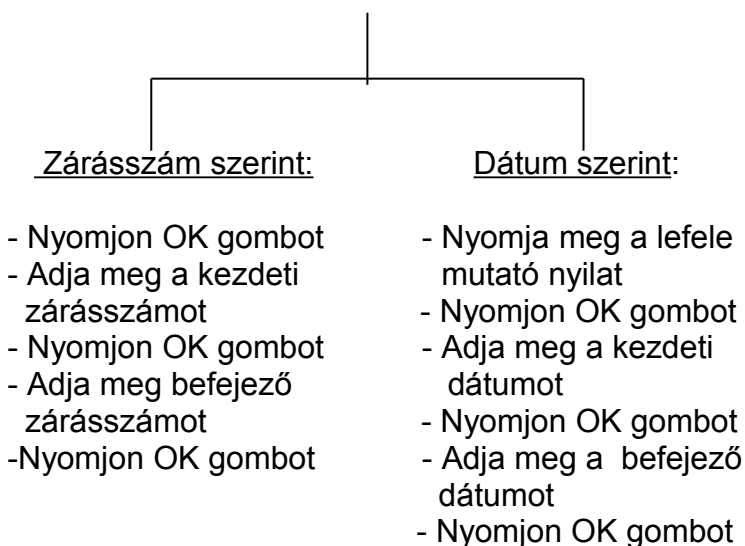 Zárásszám szerint:
- Nyomjon OK gombot
- Adja meg a kezdeti
zárásszámot
- Nyomjon OK gombot
- Adja meg befejező
zárásszámot
-Nyomjon OK gombot
Dátum szerint:
- Nyomja meg a lefele
mutató nyilat
- Nyomjon OK gombot
- Adja meg a kezdeti
dátumot
- Nyomjon OK gombot
- Adja meg a befejező
dátumot
- Nyomjon OK gombot